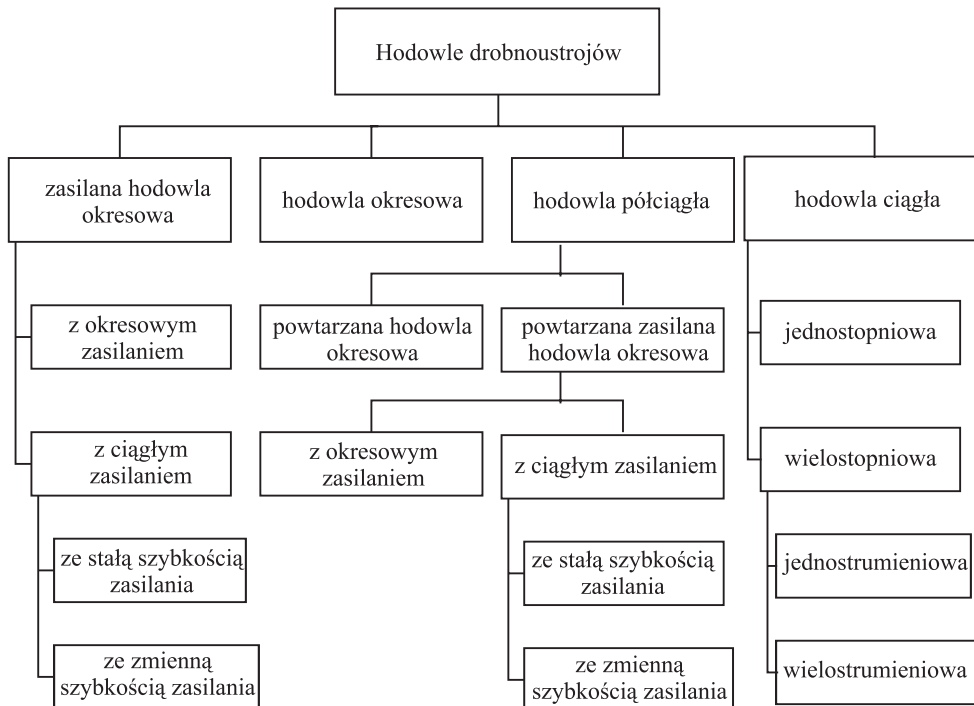 Hodowle drobnoustrojów
zasilana hodowla
okresowa
hodowla okresowa
hodowla półciągła
hodowla ciągła
z okresowym
zasilaniem
powtarzana hodowla
okresowa
powtarzana zasilana
hodowla okresowa
jednostopniowa
z ciągłym
zasilaniem
z okresowym
zasilaniem
z ciągłym zasilaniem
wielostopniowa
ze stałą szybkością
zasilania
ze stałą szybkością
zasilania
jednostrumieniowa
ze zmienną
szybkością zasilania
ze zmienną
szybkością zasilania
wielostrumieniowa